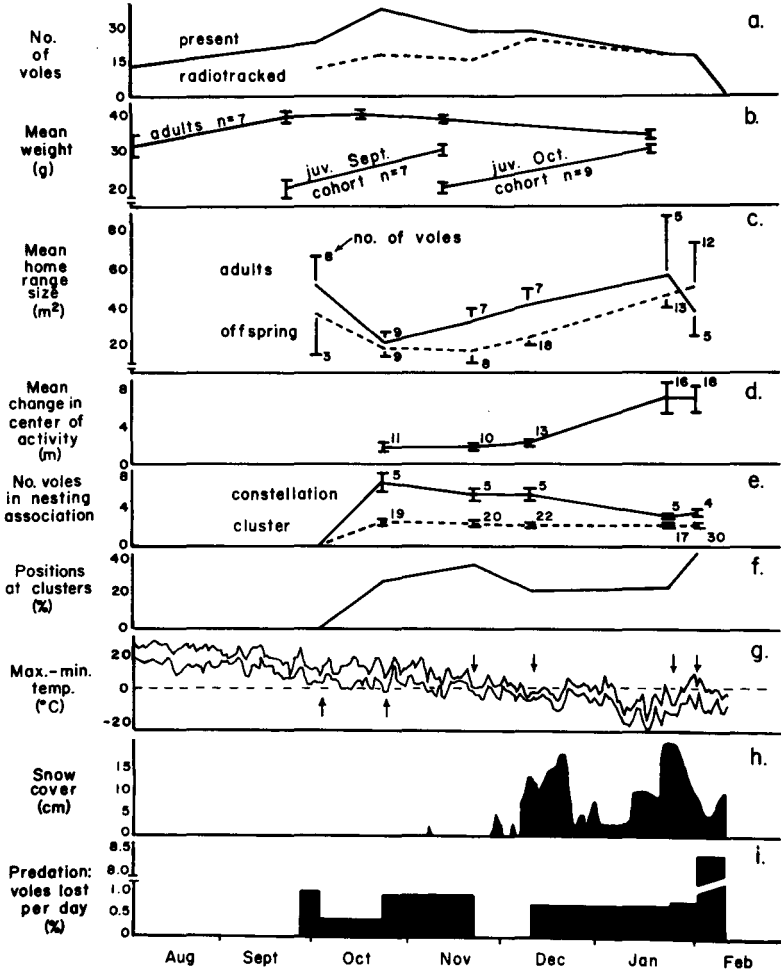 a.
No.
of
voles
30
15
0
present
radiotracked
b.
Mean
weight
(g)
40
30
20
adults n=7
juv. Sept.
cohort n=7
juv. Oct.
cohort n=9
c.
Mean
home
range
size
(m²)
80
60
40
20
no. of voles
adults
offspring
8
3
9
9
7
8
7
18
5
13
12
5
d.
Mean
change in
center of
activity
(m)
8
4
0
11
10
13
16
18
e.
No. voles
in nesting
association
8
4
0
constellation
cluster
5
5
5
5
4
19
20
22
17
30
f.
Positions
at clusters
(%)
40
20
0
g.
Max.-min.
temp.
(°C)
20
0
-20
h.
Snow
cover
(cm)
15
10
5
0
i.
Predation:
voles lost
per day
(%)
8.5
8.0
1.0
0.5
0
Aug Sept Oct Nov Dec Jan Feb